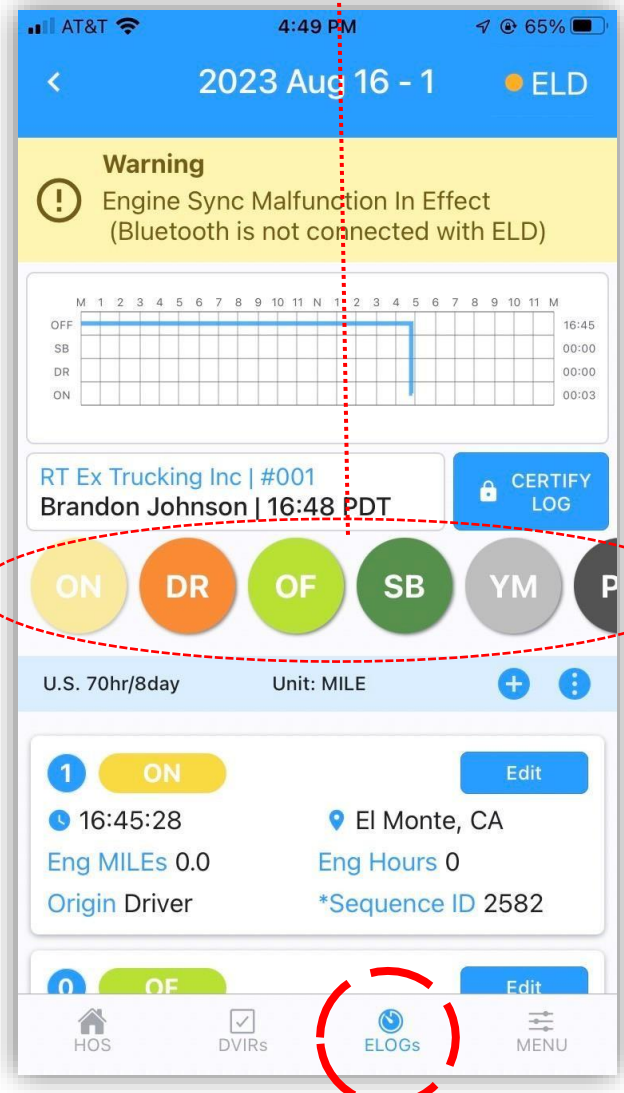 AT&T 4:49 PM 65%
2023 Aug 16 - 1 ELD
Warning
Engine Sync Malfunction In Effect
(Bluetooth is not connected with ELD)
M 1 2 3 4 5 6 7 8 9 10 11 N 1 2 3 4 5 6 7 8 9 10 11 M
OFF 16:45
SB 00:00
DR 00:00
ON 00:03
RT Ex Trucking Inc | #001
Brandon Johnson | 16:48 PDT
CERTIFY
LOG
ON DR OF SB YM P
U.S. 70hr/8day Unit: MILE
1 ON Edit
16:45:28 El Monte, CA
Eng MILEs 0.0 Eng Hours 0
Origin Driver *Sequence ID 2582
0 OF Edit
HOS DVIRs ELOGs MENU